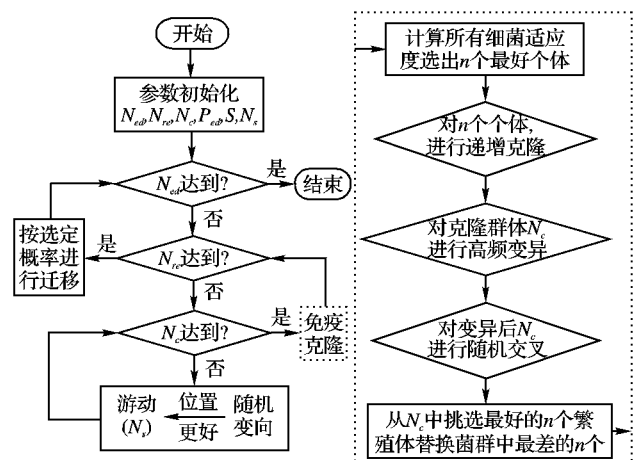 开始
参数初始化
Ned,Nre,Nc,Ped,S,Ns
Ned达到?
是
结束
否
按选定
概率进
行迁移
是
Nre达到?
否
Nc达到?
是
免疫
克隆
否
游动
(Ns)
位置
更好
随机
变向
计算所有细菌适应
度选出n个最好个体
对n个个体,
进行递增克隆
对克隆群体Nc
进行高频变异
对变异后Nc
进行随机交叉
从Nc中挑选最好的n个繁
殖体替换菌群中最差的n个